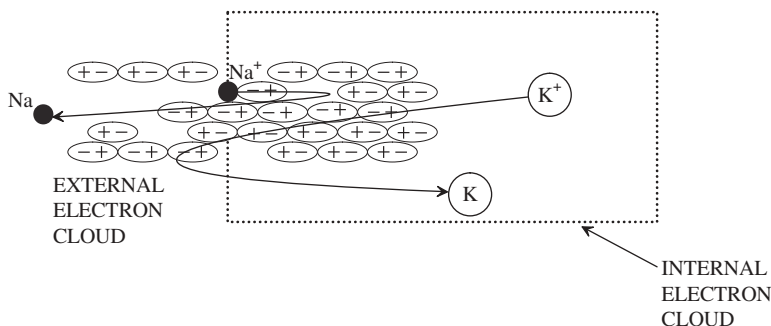 +− +− +− −+ −+ −+
Na⁺
Na
−+ +− +−
K⁺
−+ −+ −+ −+ −+
+− +− +− +− +− +−
−+ −+ −+ +− +− +−
EXTERNAL
ELECTRON
CLOUD
K
INTERNAL
ELECTRON
CLOUD